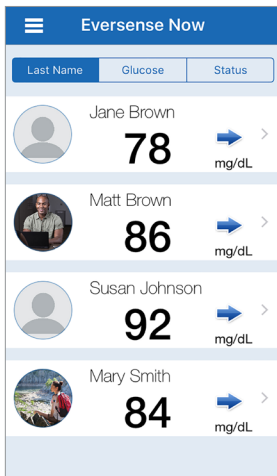 Eversense Now
Last Name Glucose Status
Jane Brown
78
mg/dL
Matt Brown
86
mg/dL
Susan Johnson
92
mg/dL
Mary Smith
84
mg/dL